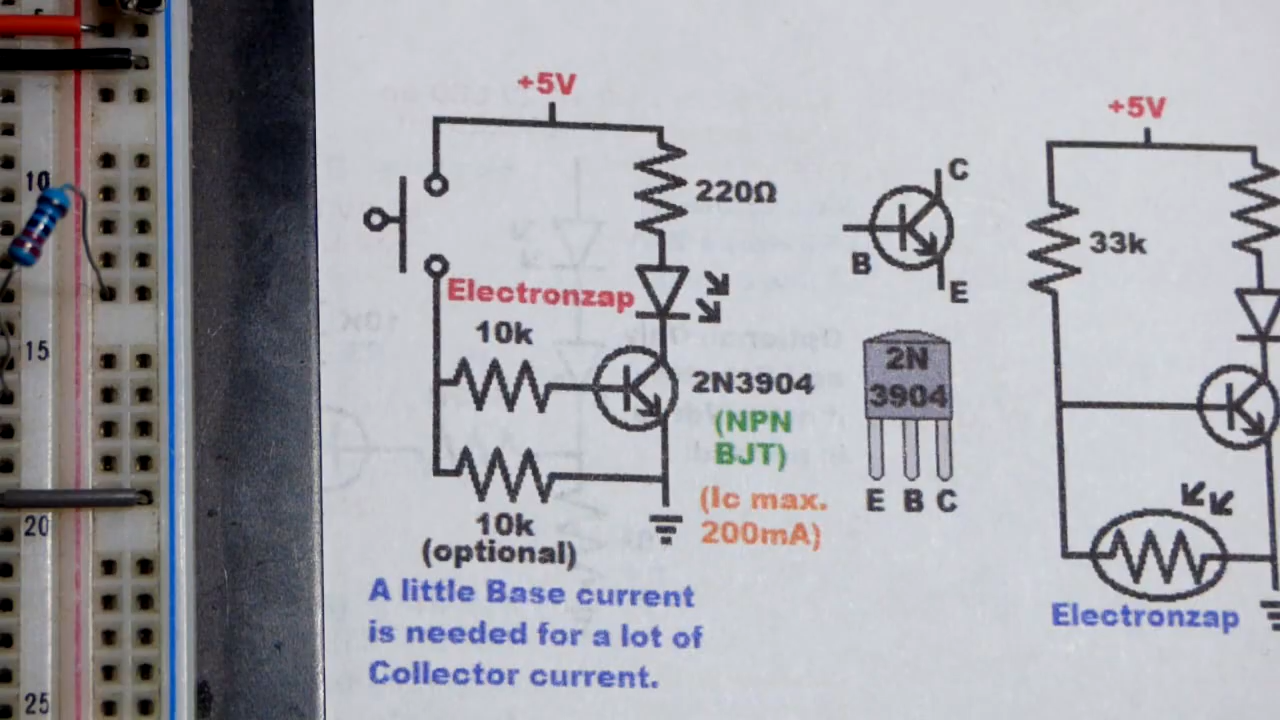 10
15
20
25
+5V
220Ω
Electronzap
10k
2N3904
(NPN
BJT)
(Ic max.
200mA)
10k
(optional)
A little Base current
is needed for a lot of
Collector current.
C
B
E
2N
3904
E B C
+5V
33k
Electronzap